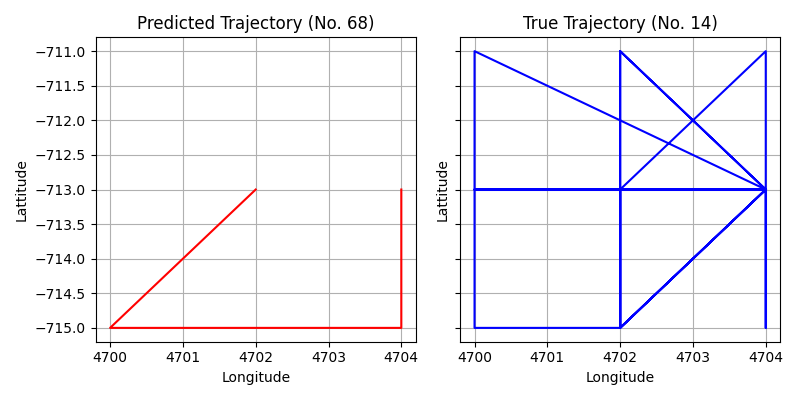 Predicted Trajectory (No. 68)
True Trajectory (No. 14)
Lattitude
−711.0
−711.5
−712.0
−712.5
−713.0
−713.5
−714.0
−714.5
−715.0
4700 4701 4702 4703 4704
Longitude
Lattitude
4700 4701 4702 4703 4704
Longitude